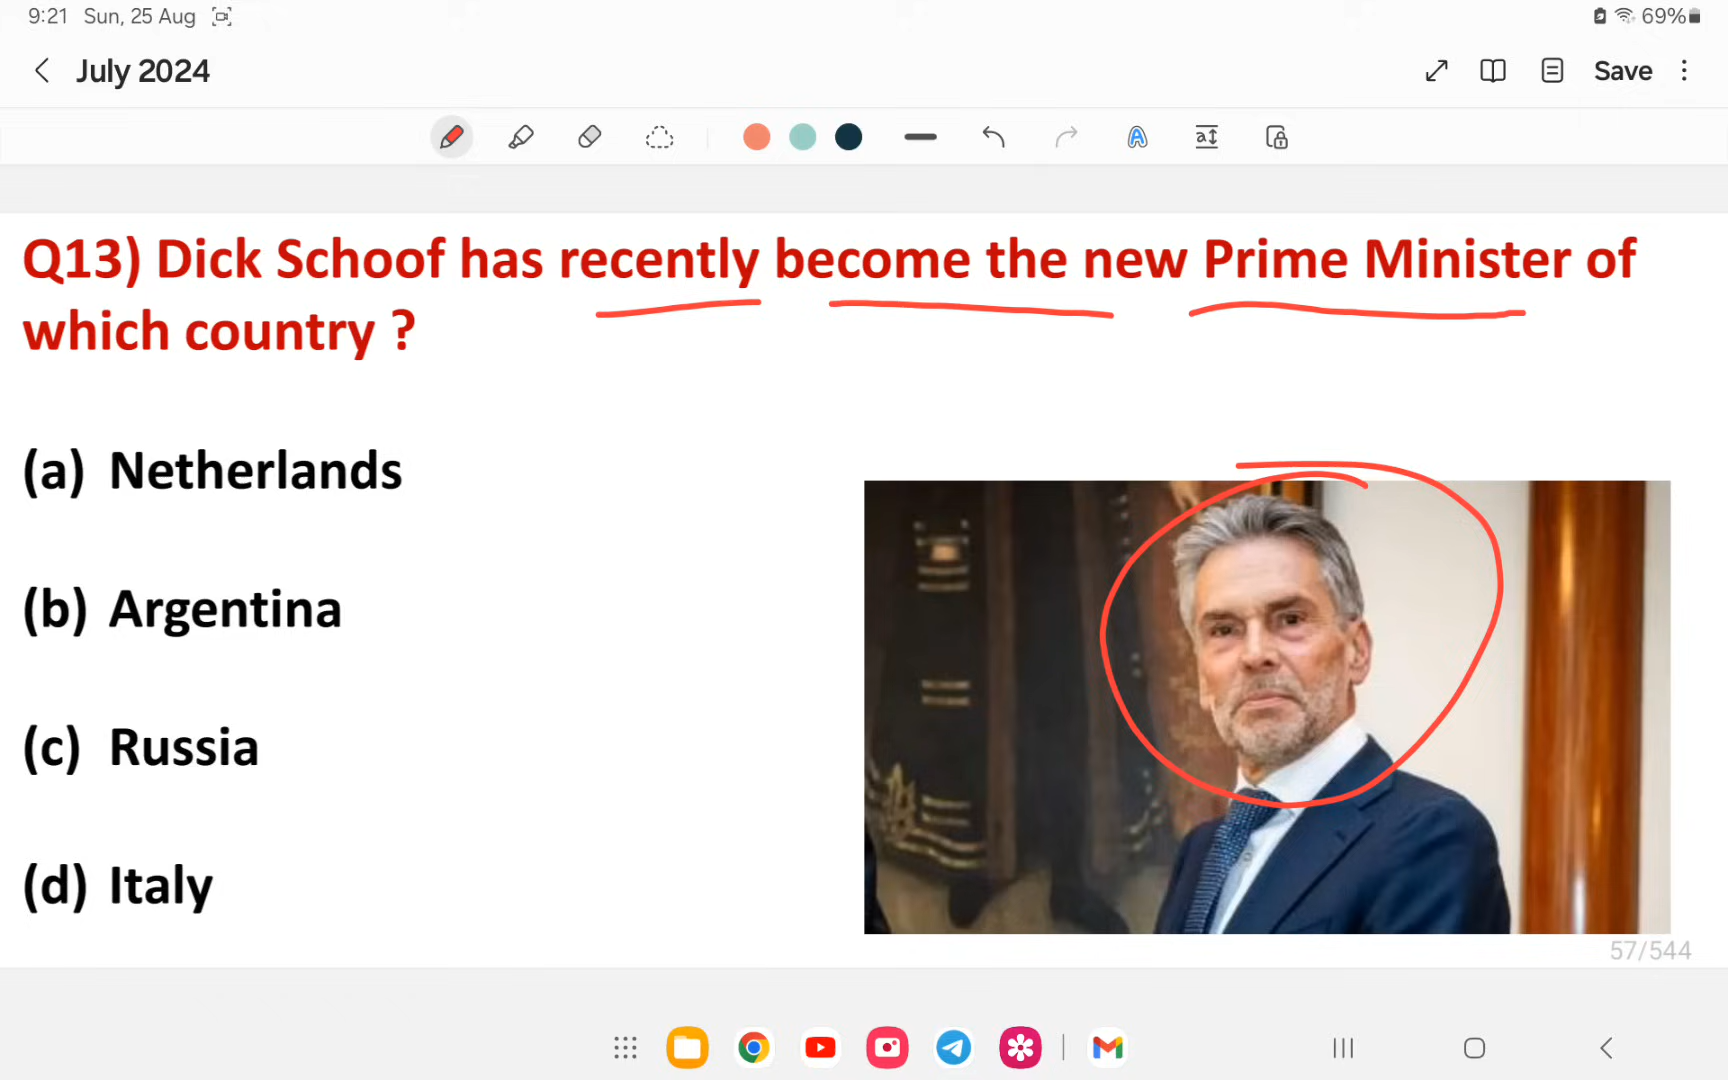 9:21 Sun, 25 Aug 69%
July 2024 Save
Q13) Dick Schoof has recently become the new Prime Minister of
which country ?
(a) Netherlands
(b) Argentina
(c) Russia
(d) Italy
57/544